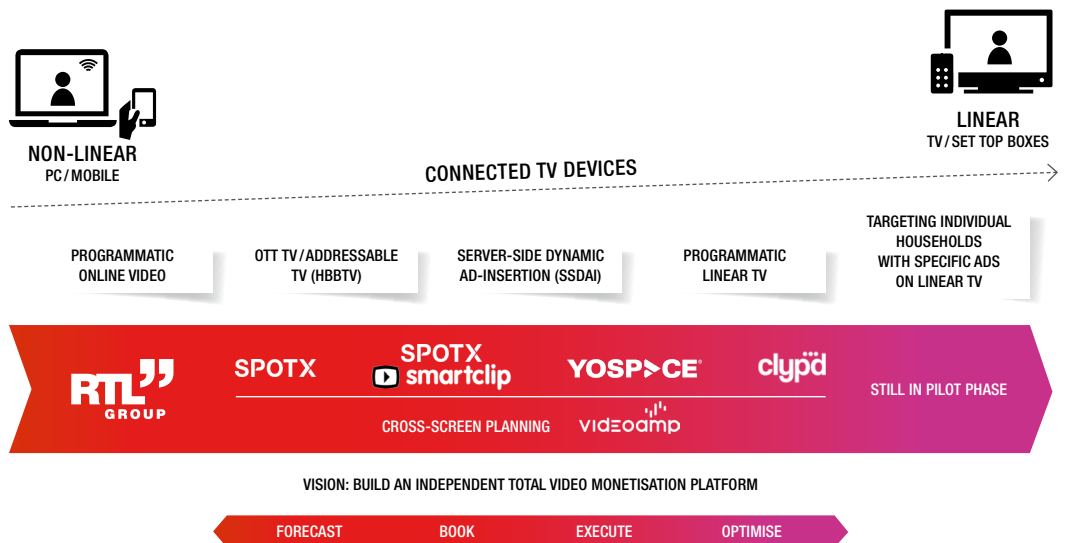 NON-LINEAR
PC/MOBILE
LINEAR
TV/SET TOP BOXES
CONNECTED TV DEVICES
PROGRAMMATIC
ONLINE VIDEO
OTT TV/ADDRESSABLE
TV (HBBTV)
SERVER-SIDE DYNAMIC
AD-INSERTION (SSDAI)
PROGRAMMATIC
LINEAR TV
TARGETING INDIVIDUAL
HOUSEHOLDS
WITH SPECIFIC ADS
ON LINEAR TV
RTL
GROUP
SPOTX
SPOTX
smartclip
YOSPACE®
clypd
STILL IN PILOT PHASE
CROSS-SCREEN PLANNING
videoamp
VISION: BUILD AN INDEPENDENT TOTAL VIDEO MONETISATION PLATFORM
FORECAST
BOOK
EXECUTE
OPTIMISE